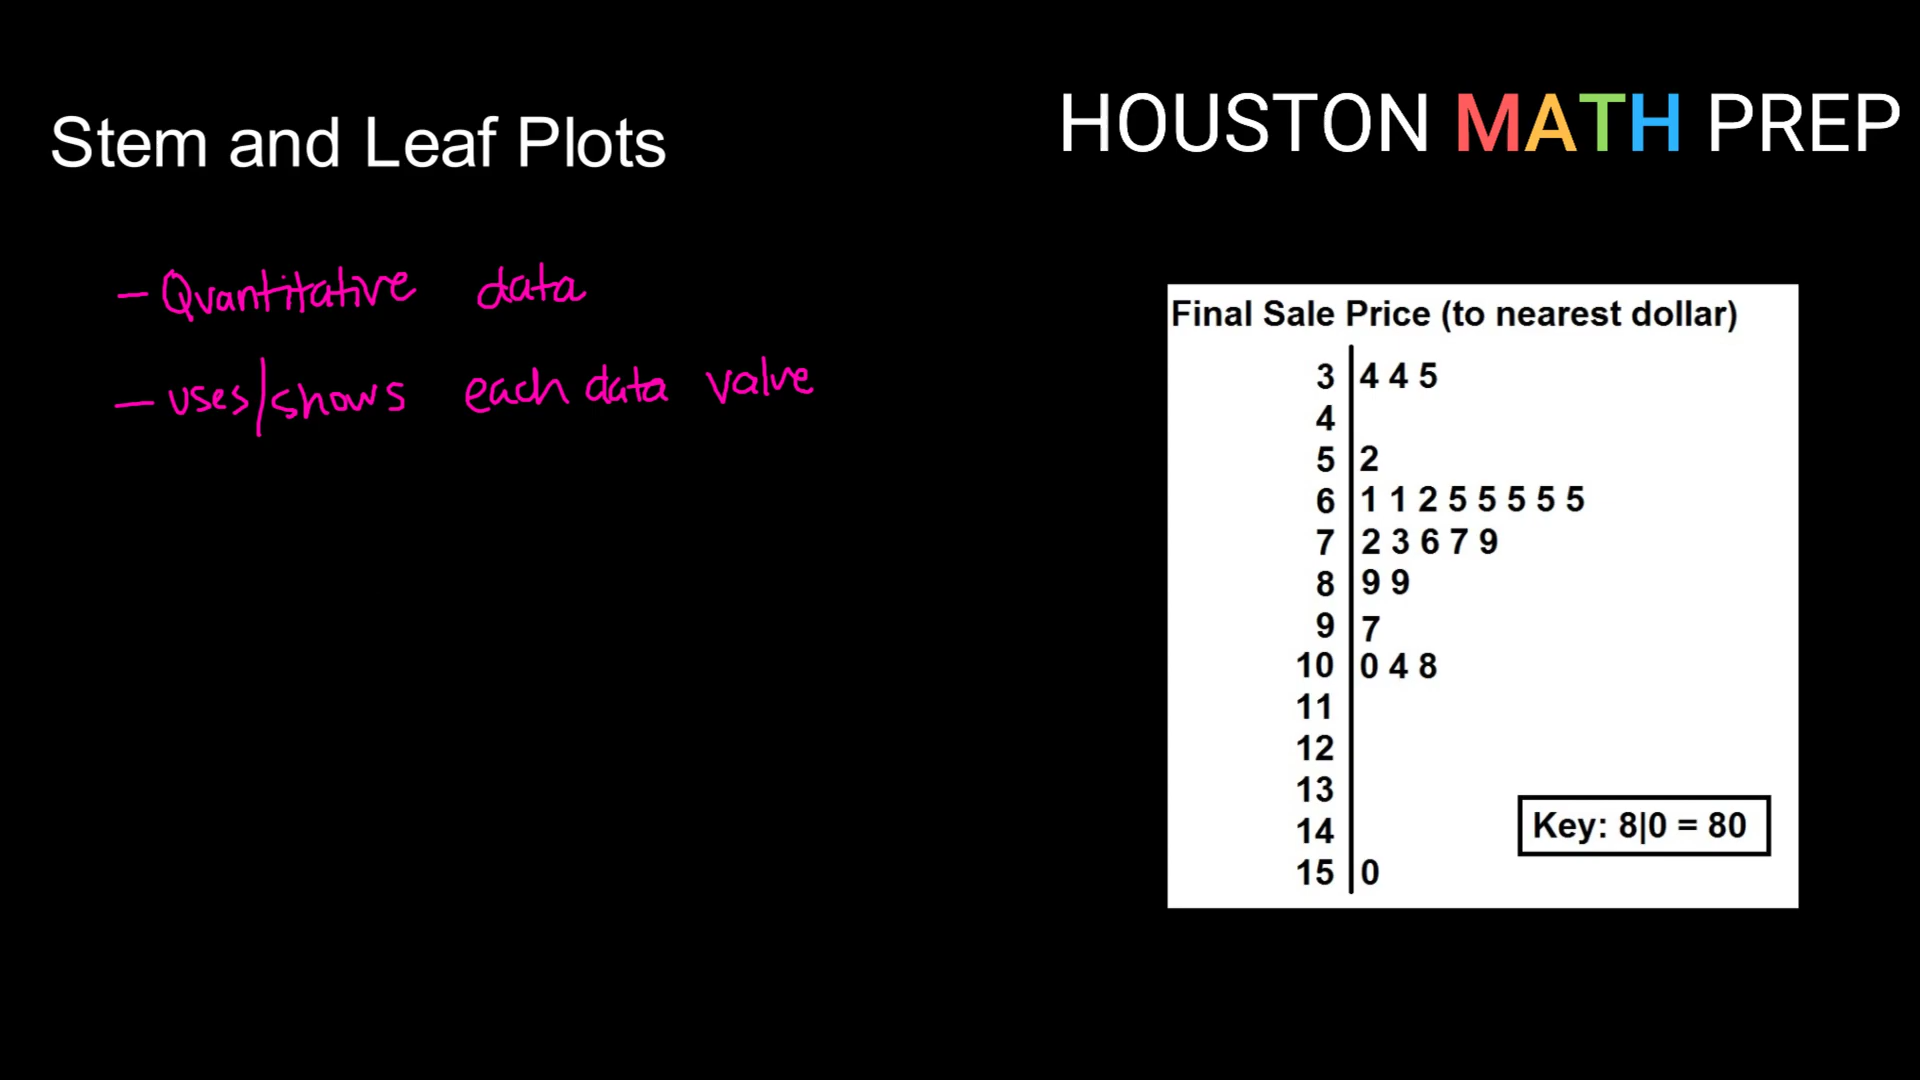 Stem and Leaf Plots
HOUSTON MATH PREP
– Quantitative data
– uses/shows each data value
Final Sale Price (to nearest dollar)
3 | 4 4 5
4 |
5 | 2
6 | 1 1 2 5 5 5 5 5
7 | 2 3 6 7 9
8 | 9 9
9 | 7
10 | 0 4 8
11 |
12 |
13 |
14 |
15 | 0
Key: 8|0 = 80